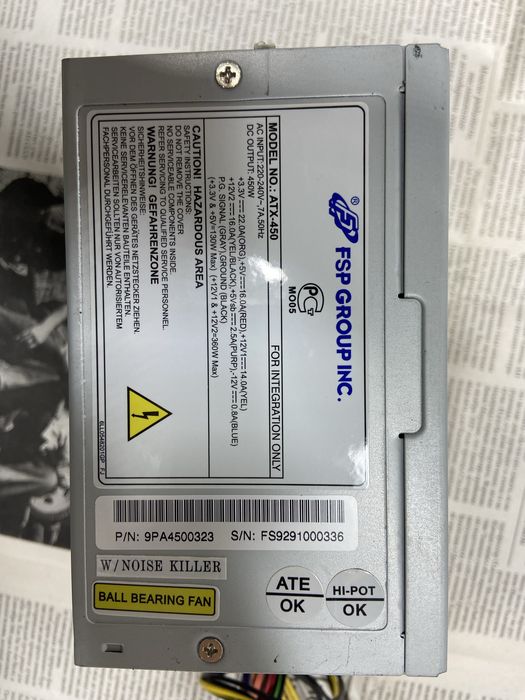 FSP GROUP INC.
®
PG
MO05
MODEL NO.: ATX-450
FOR INTEGRATION ONLY
AC INPUT: 220-240V~,7A,50Hz
DC OUTPUT: 450W
+3.3V⎓22.0A(ORG),+5V⎓16.0A(RED),+12V1⎓14.0A(YEL)
+12V2⎓16.0A(YEL/BLACK),+5Vsb⎓2.5A(PURP),-12V⎓0.8A(BLUE)
P.G. SIGNAL (GRAY),GROUND (BLACK)
(+3.3V & +5V=130W Max) (+12V1 & +12V2=360W Max)
CAUTION! HAZARDOUS AREA
SAFETY INSTRUCTIONS:
DO NOT REMOVE THE COVER
NO SERVICEABLE COMPONENTS INSIDE.
REFER SERVICING TO QUALIFIED SERVICE PERSONNEL.
WARNUNG! GEFAHRENZONE
SICHERHEITSHINWEISE:
VOR DEM ÖFFNEN DES GERÄTES NETZSTECKER ZIEHEN.
KEINE SERVICERELEVANTEN BAUTEILE ENTHALTEN.
SERVICEARBEITEN SOLLTEN NUR VON AUTORISIERTEM
FACHPERSONAL DURCHGEFÜHRT WERDEN.
P/N: 9PA4500323 S/N: FS9291000336
W/NOISE KILLER
BALL BEARING FAN
ATE
OK
HI-POT
OK